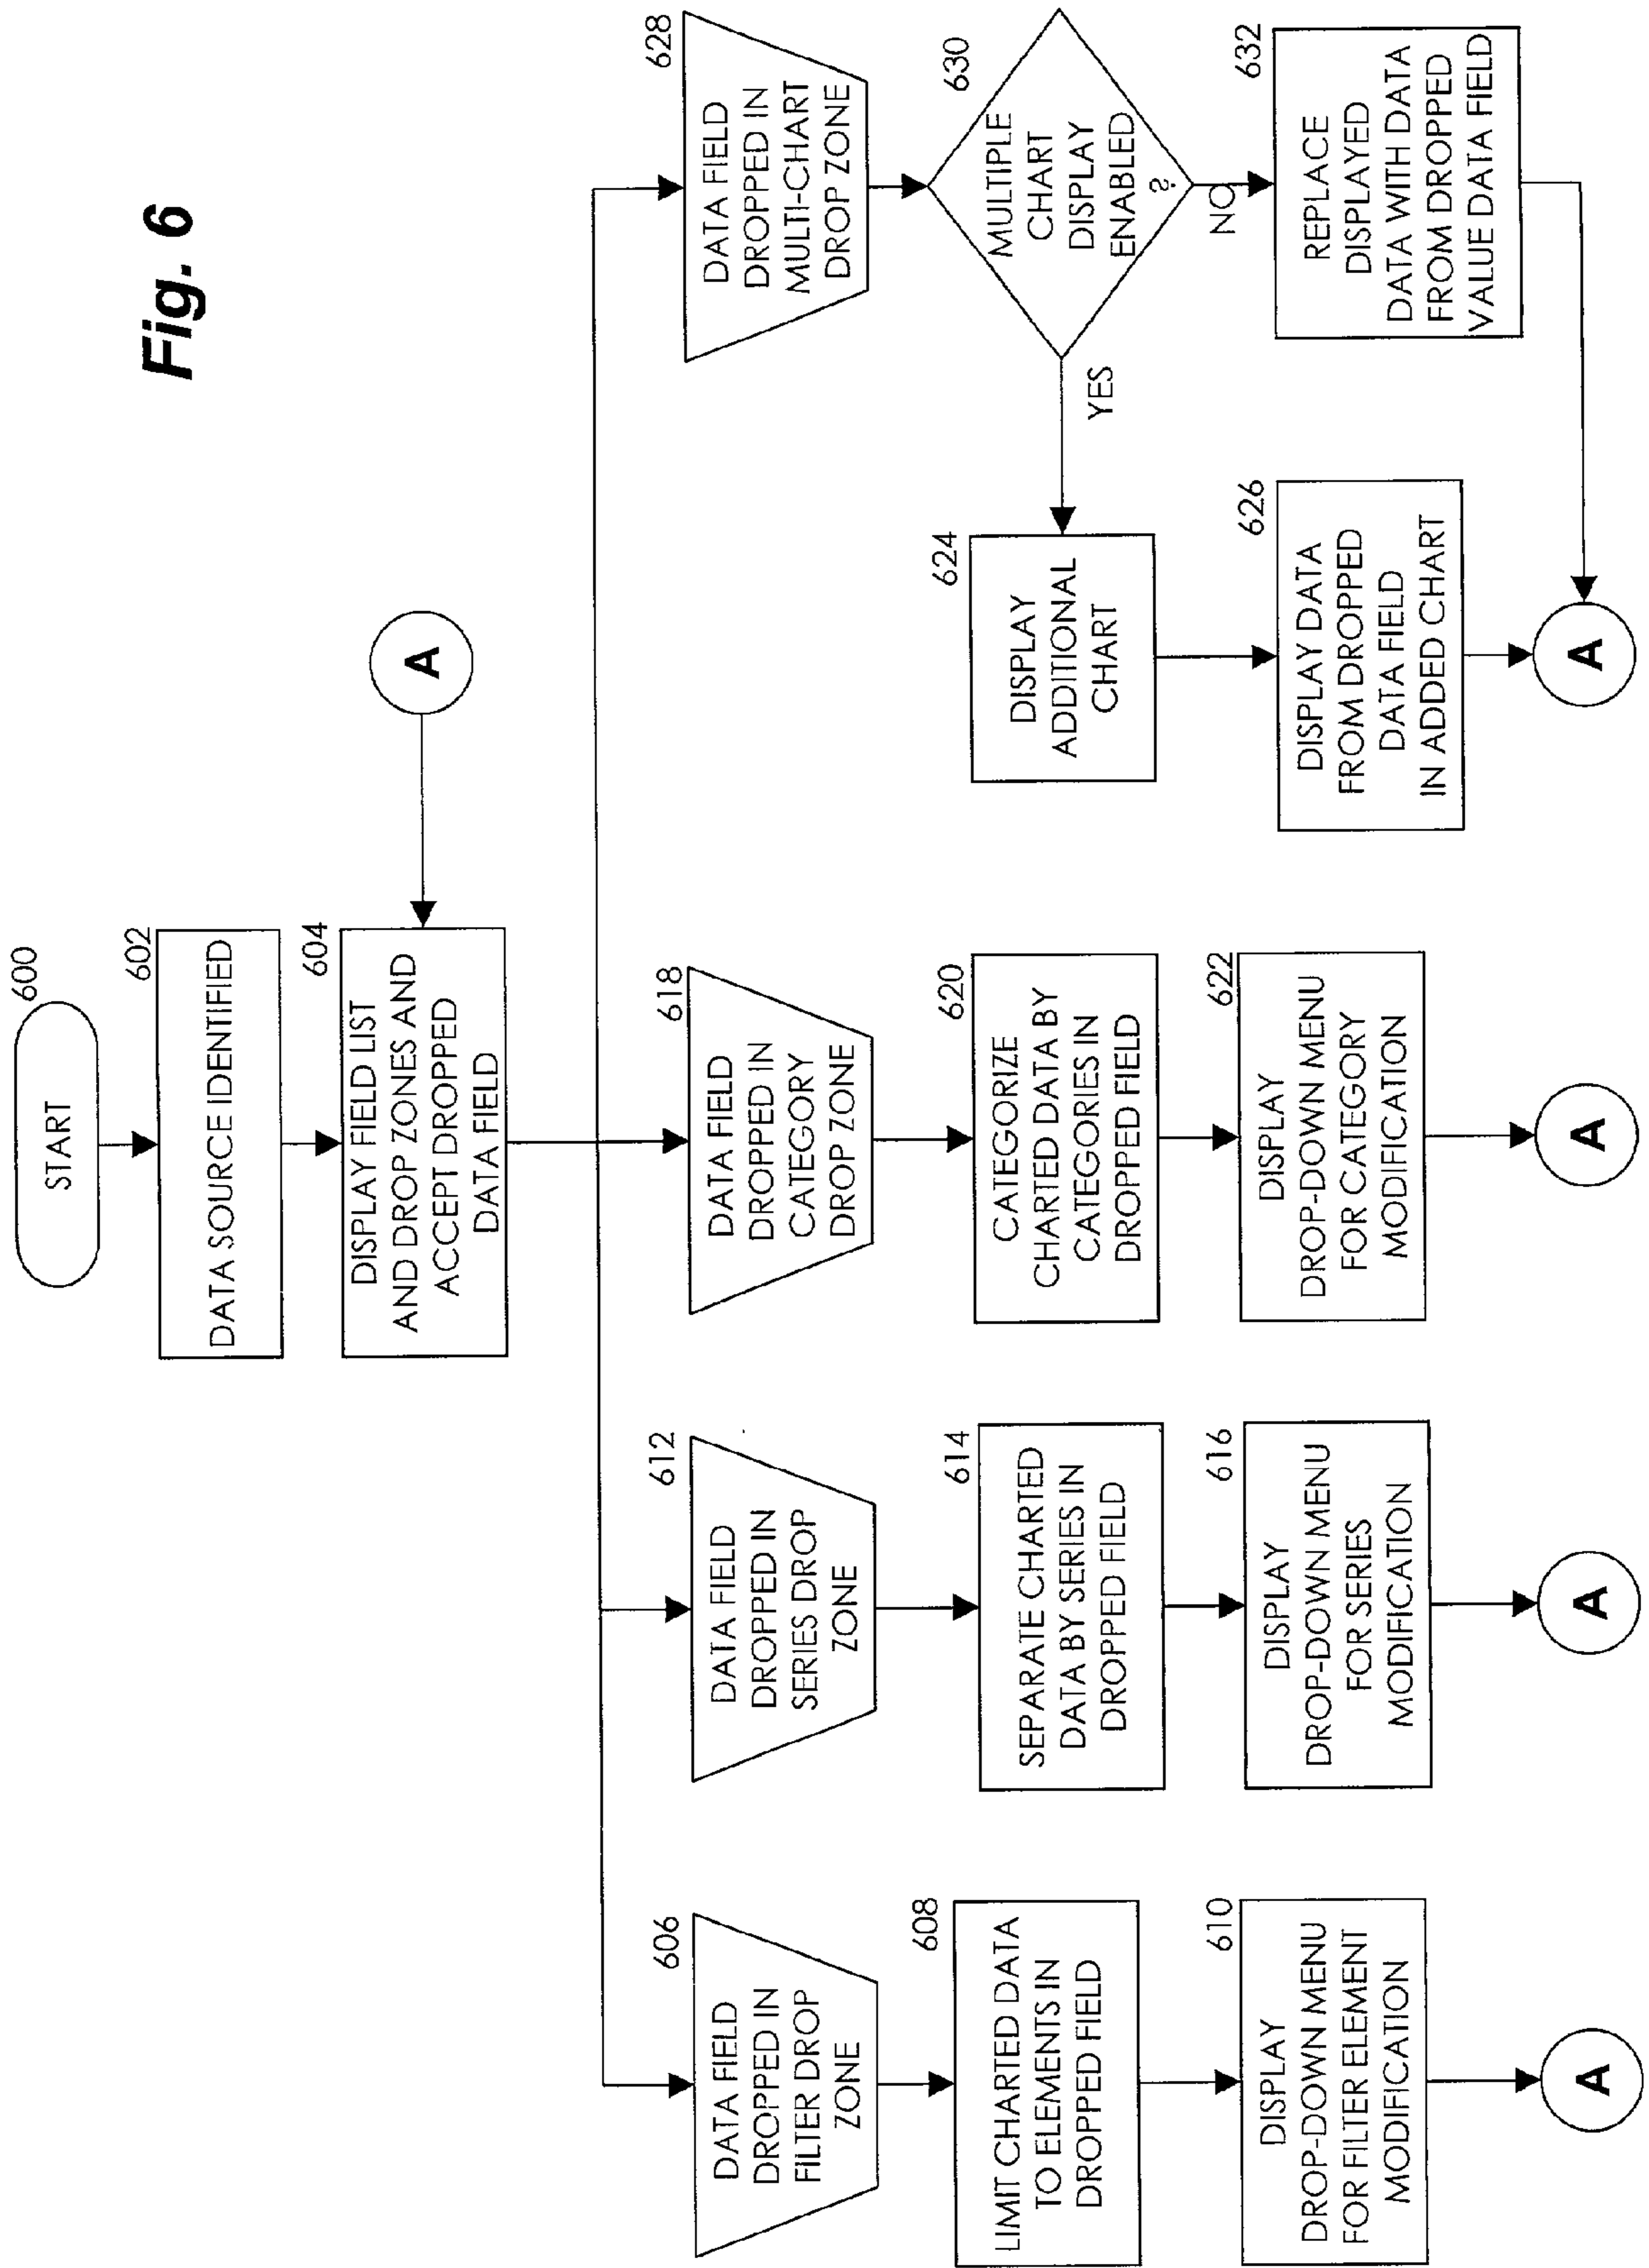 Fig. 6
600
START
602
DATA SOURCE IDENTIFIED
604
DISPLAY FIELD LIST
AND DROP ZONES AND
ACCEPT DROPPED
DATA FIELD
A
606
DATA FIELD
DROPPED IN
FILTER DROP
ZONE
608
LIMIT CHARTED DATA
TO ELEMENTS IN
DROPPED FIELD
610
DISPLAY
DROP-DOWN MENU
FOR FILTER ELEMENT
MODIFICATION
A
612
DATA FIELD
DROPPED IN
SERIES DROP
ZONE
614
SEPARATE CHARTED
DATA BY SERIES IN
DROPPED FIELD
616
DISPLAY
DROP-DOWN MENU
FOR SERIES
MODIFICATION
A
618
DATA FIELD
DROPPED IN
CATEGORY
DROP ZONE
620
CATEGORIZE
CHARTED DATA BY
CATEGORIES IN
DROPPED FIELD
622
DISPLAY
DROP-DOWN MENU
FOR CATEGORY
MODIFICATION
A
628
DATA FIELD
DROPPED IN
MULTI-CHART
DROP ZONE
630
MULTIPLE
CHART
DISPLAY
ENABLED
?
YES
NO
624
DISPLAY
ADDITIONAL
CHART
626
DISPLAY DATA
FROM DROPPED
DATA FIELD
IN ADDED CHART
632
REPLACE
DISPLAYED
DATA WITH DATA
FROM DROPPED
VALUE DATA FIELD
A